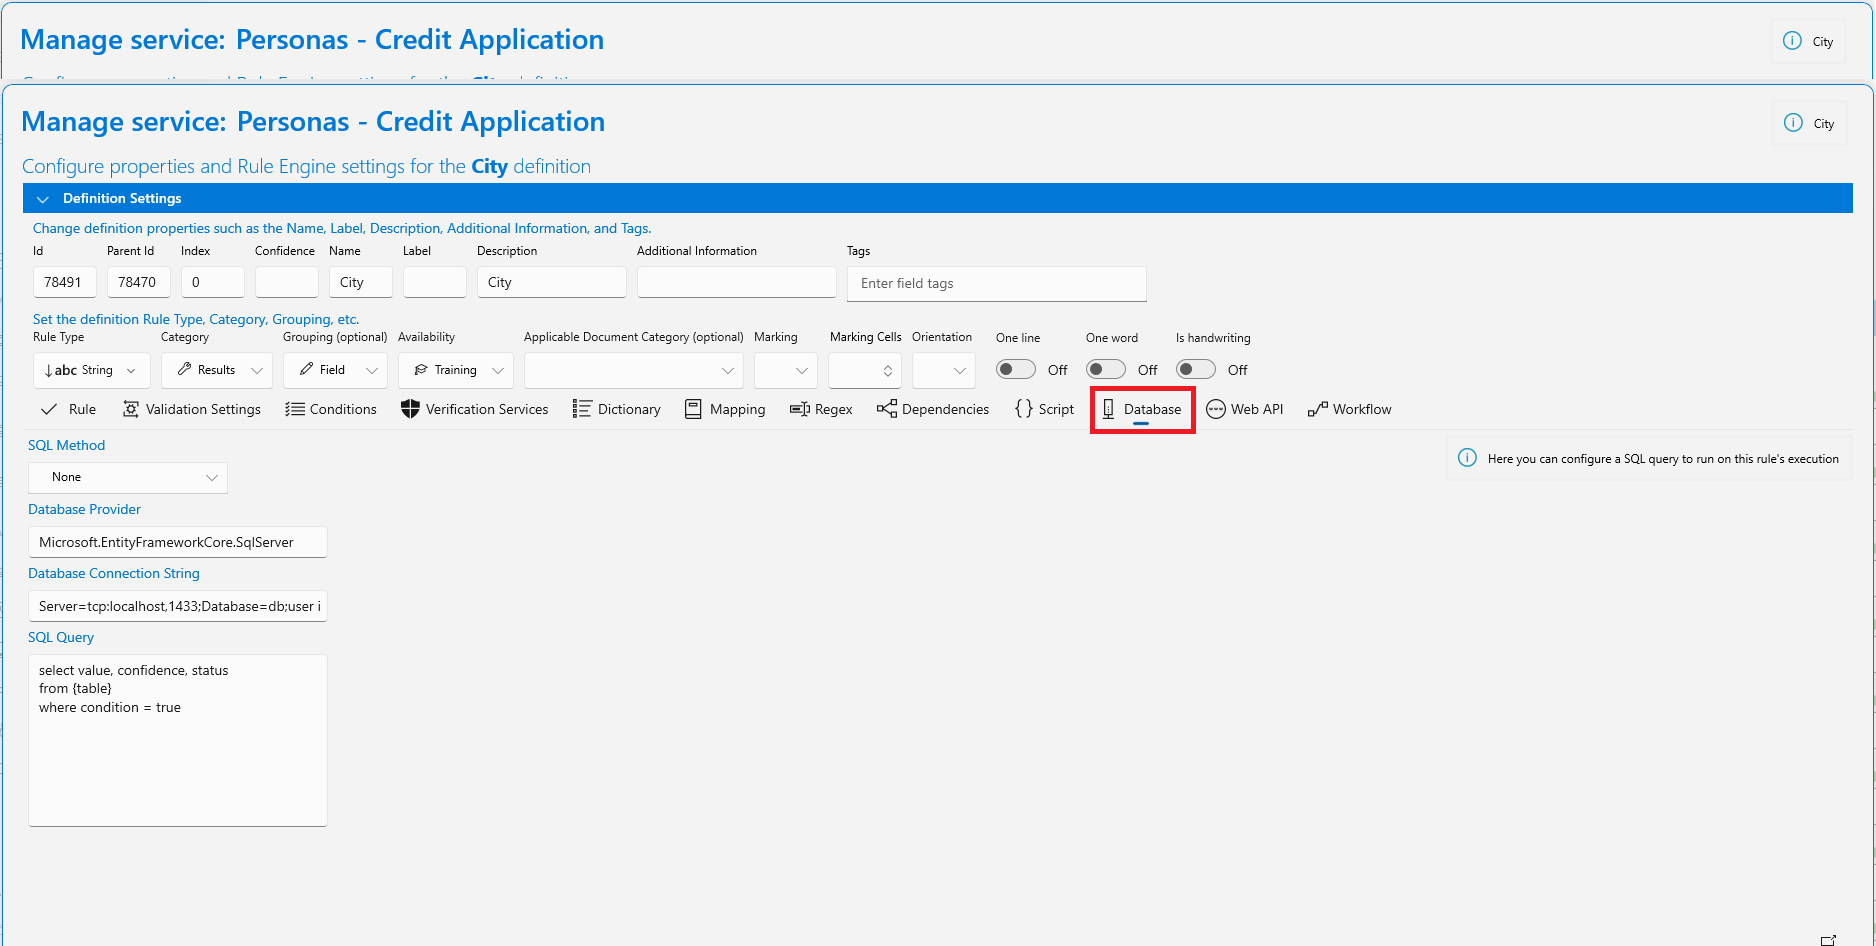 Manage service: Personas - Credit Application
City
Manage service: Personas - Credit Application
City
Configure properties and Rule Engine settings for the City definition
Definition Settings
Change definition properties such as the Name, Label, Description, Additional Information, and Tags.
Id Parent Id Index Confidence Name Label Description Additional Information Tags
78491 78470 0 City City Enter field tags
Set the definition Rule Type, Category, Grouping, etc.
Rule Type Category Grouping (optional) Availability Applicable Document Category (optional) Marking Marking Cells Orientation One line One word Is handwriting
abc String Results Field Training Off Off Off
Rule Validation Settings Conditions Verification Services Dictionary Mapping Regex Dependencies {} Script Database Web API Workflow
SQL Method
Here you can configure a SQL query to run on this rule's execution
None
Database Provider
Microsoft.EntityFrameworkCore.SqlServer
Database Connection String
Server=tcp:localhost,1433;Database=db;user i
SQL Query
select value, confidence, status
from {table}
where condition = true